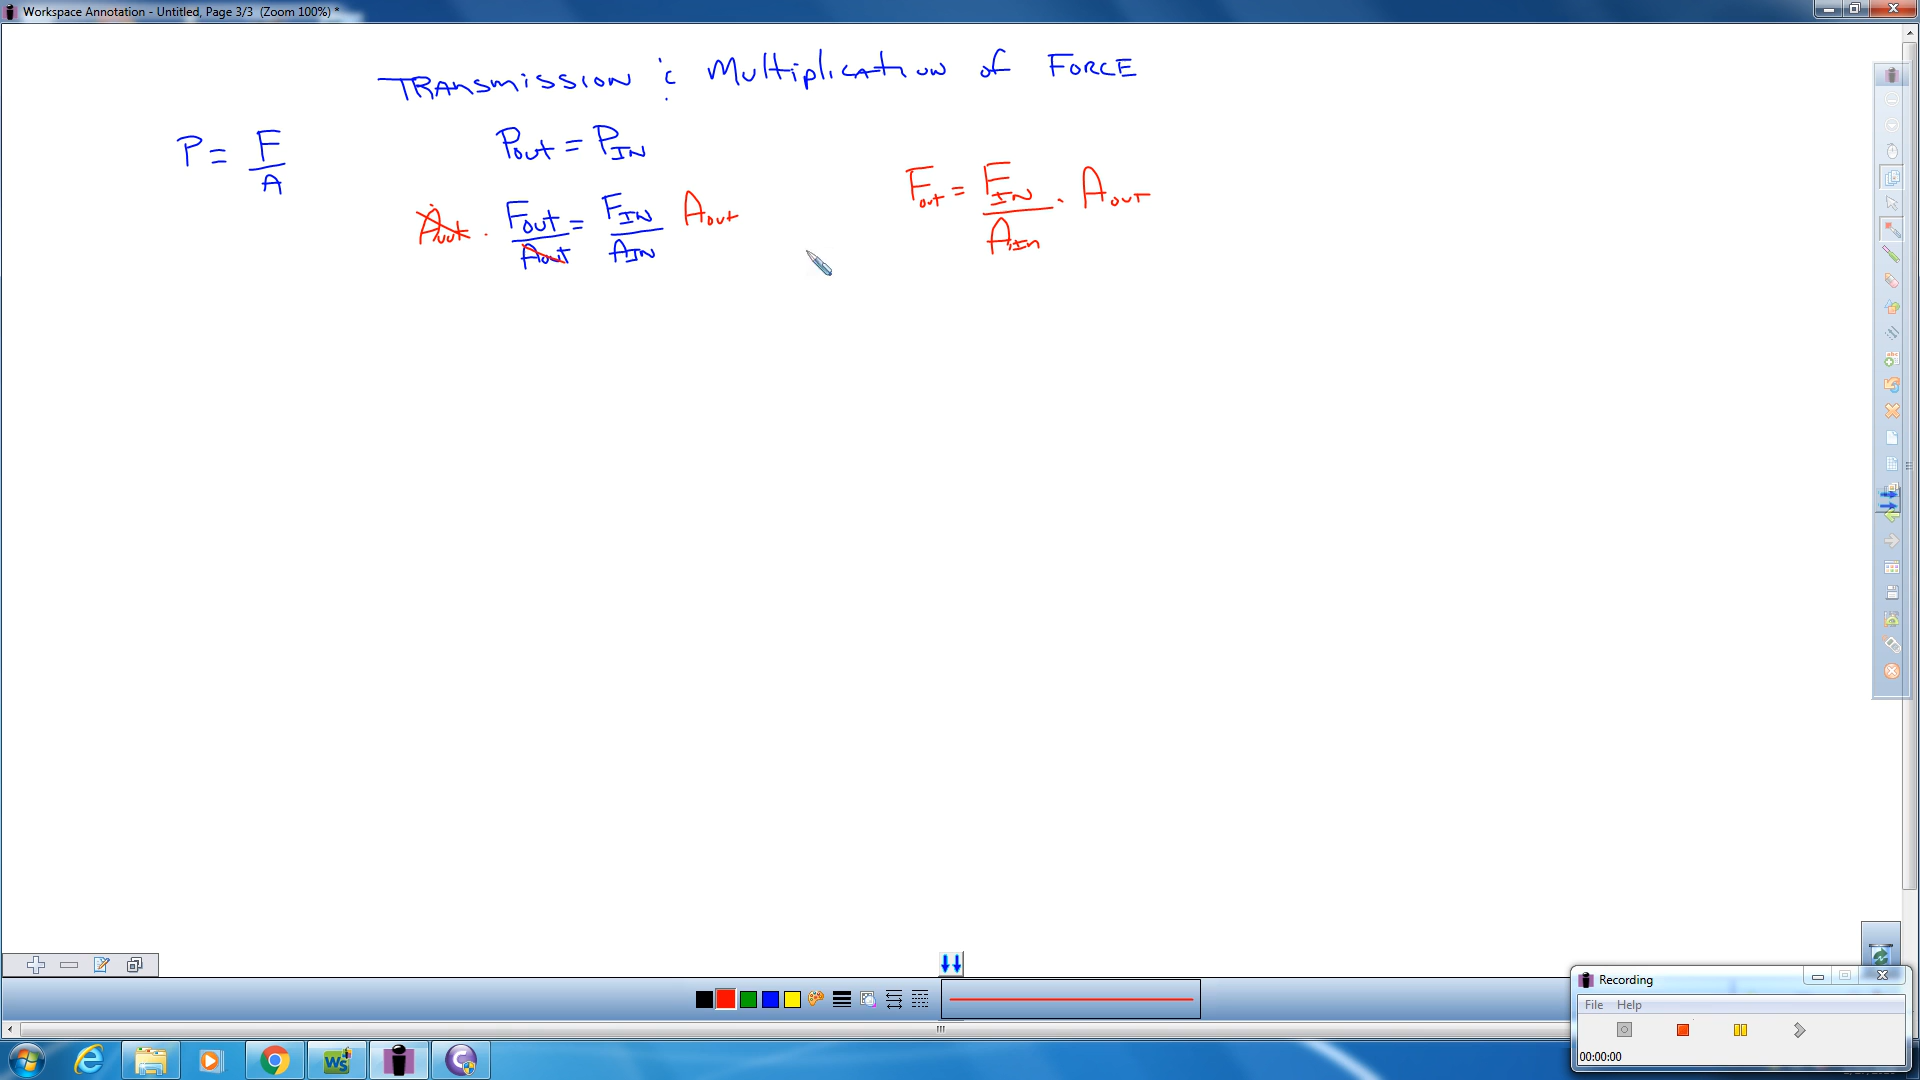 Workspace Annotation - Untitled, Page 3/3 (Zoom 100%) *
TRANSMISSION & Multiplication of FORCE
P = F / A
Pout = PIN
Aout · Fout / Aout = FIN / AIN Aout
Fout = FIN / AIn · Aout
Recording
File Help
00:00:00